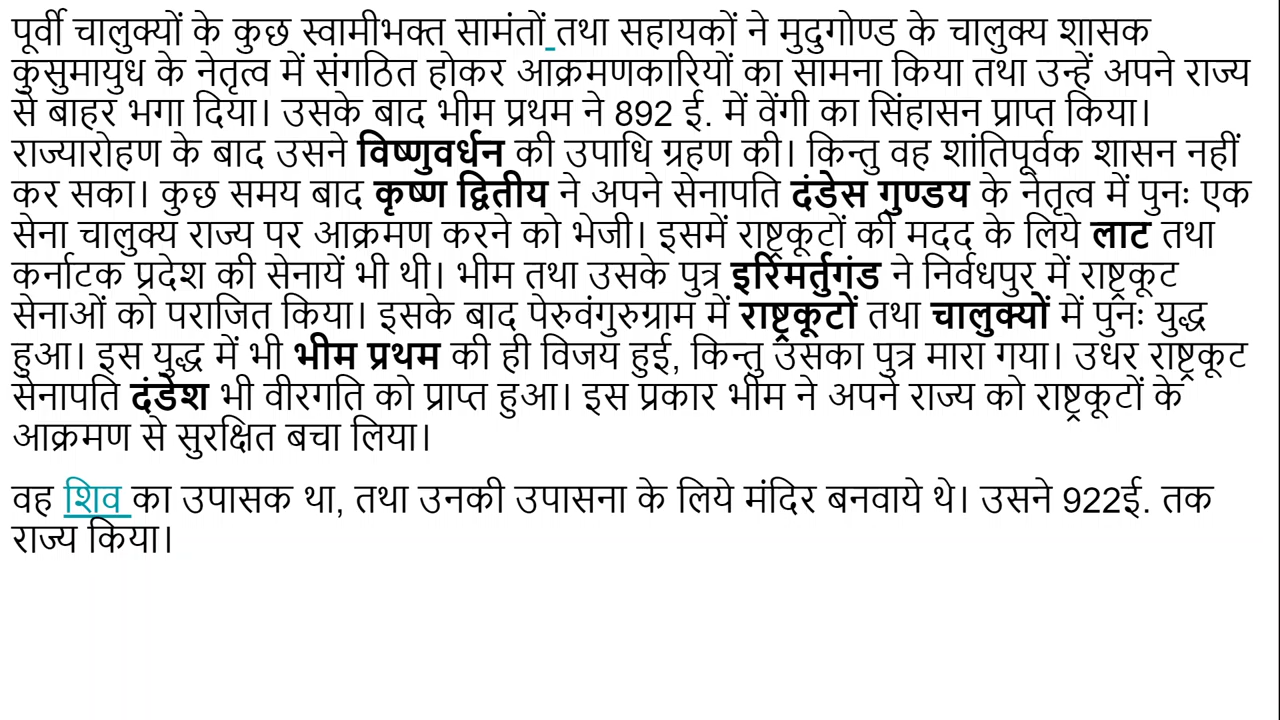 पूर्वी चालुक्यों के कुछ स्वामीभक्त सामंतों तथा सहायकों ने मुदुगोण्ड के चालुक्य शासक
कुसुमायुध के नेतृत्व में संगठित होकर आक्रमणकारियों का सामना किया तथा उन्हें अपने राज्य
से बाहर भगा दिया। उसके बाद भीम प्रथम ने 892 ई. में वेंगी का सिंहासन प्राप्त किया।
राज्यारोहण के बाद उसने विष्णुवर्धन की उपाधि ग्रहण की। किन्तु वह शांतिपूर्वक शासन नहीं
कर सका। कुछ समय बाद कृष्ण द्वितीय ने अपने सेनापति दंडेस गुण्डय के नेतृत्व में पुनः एक
सेना चालुक्य राज्य पर आक्रमण करने को भेजी। इसमें राष्ट्रकूटों की मदद के लिये लाट तथा
कर्नाटक प्रदेश की सेनायें भी थी। भीम तथा उसके पुत्र इरिमर्तुगंड ने निर्वधपुर में राष्ट्रकूट
सेनाओं को पराजित किया। इसके बाद पेरुवंगुरुग्राम में राष्ट्रकूटों तथा चालुक्यों में पुनः युद्ध
हुआ। इस युद्ध में भी भीम प्रथम की ही विजय हुई, किन्तु उसका पुत्र मारा गया। उधर राष्ट्रकूट
सेनापति दंडेश भी वीरगति को प्राप्त हुआ। इस प्रकार भीम ने अपने राज्य को राष्ट्रकूटों के
आक्रमण से सुरक्षित बचा लिया।
वह शिव का उपासक था, तथा उनकी उपासना के लिये मंदिर बनवाये थे। उसने 922ई. तक
राज्य किया।